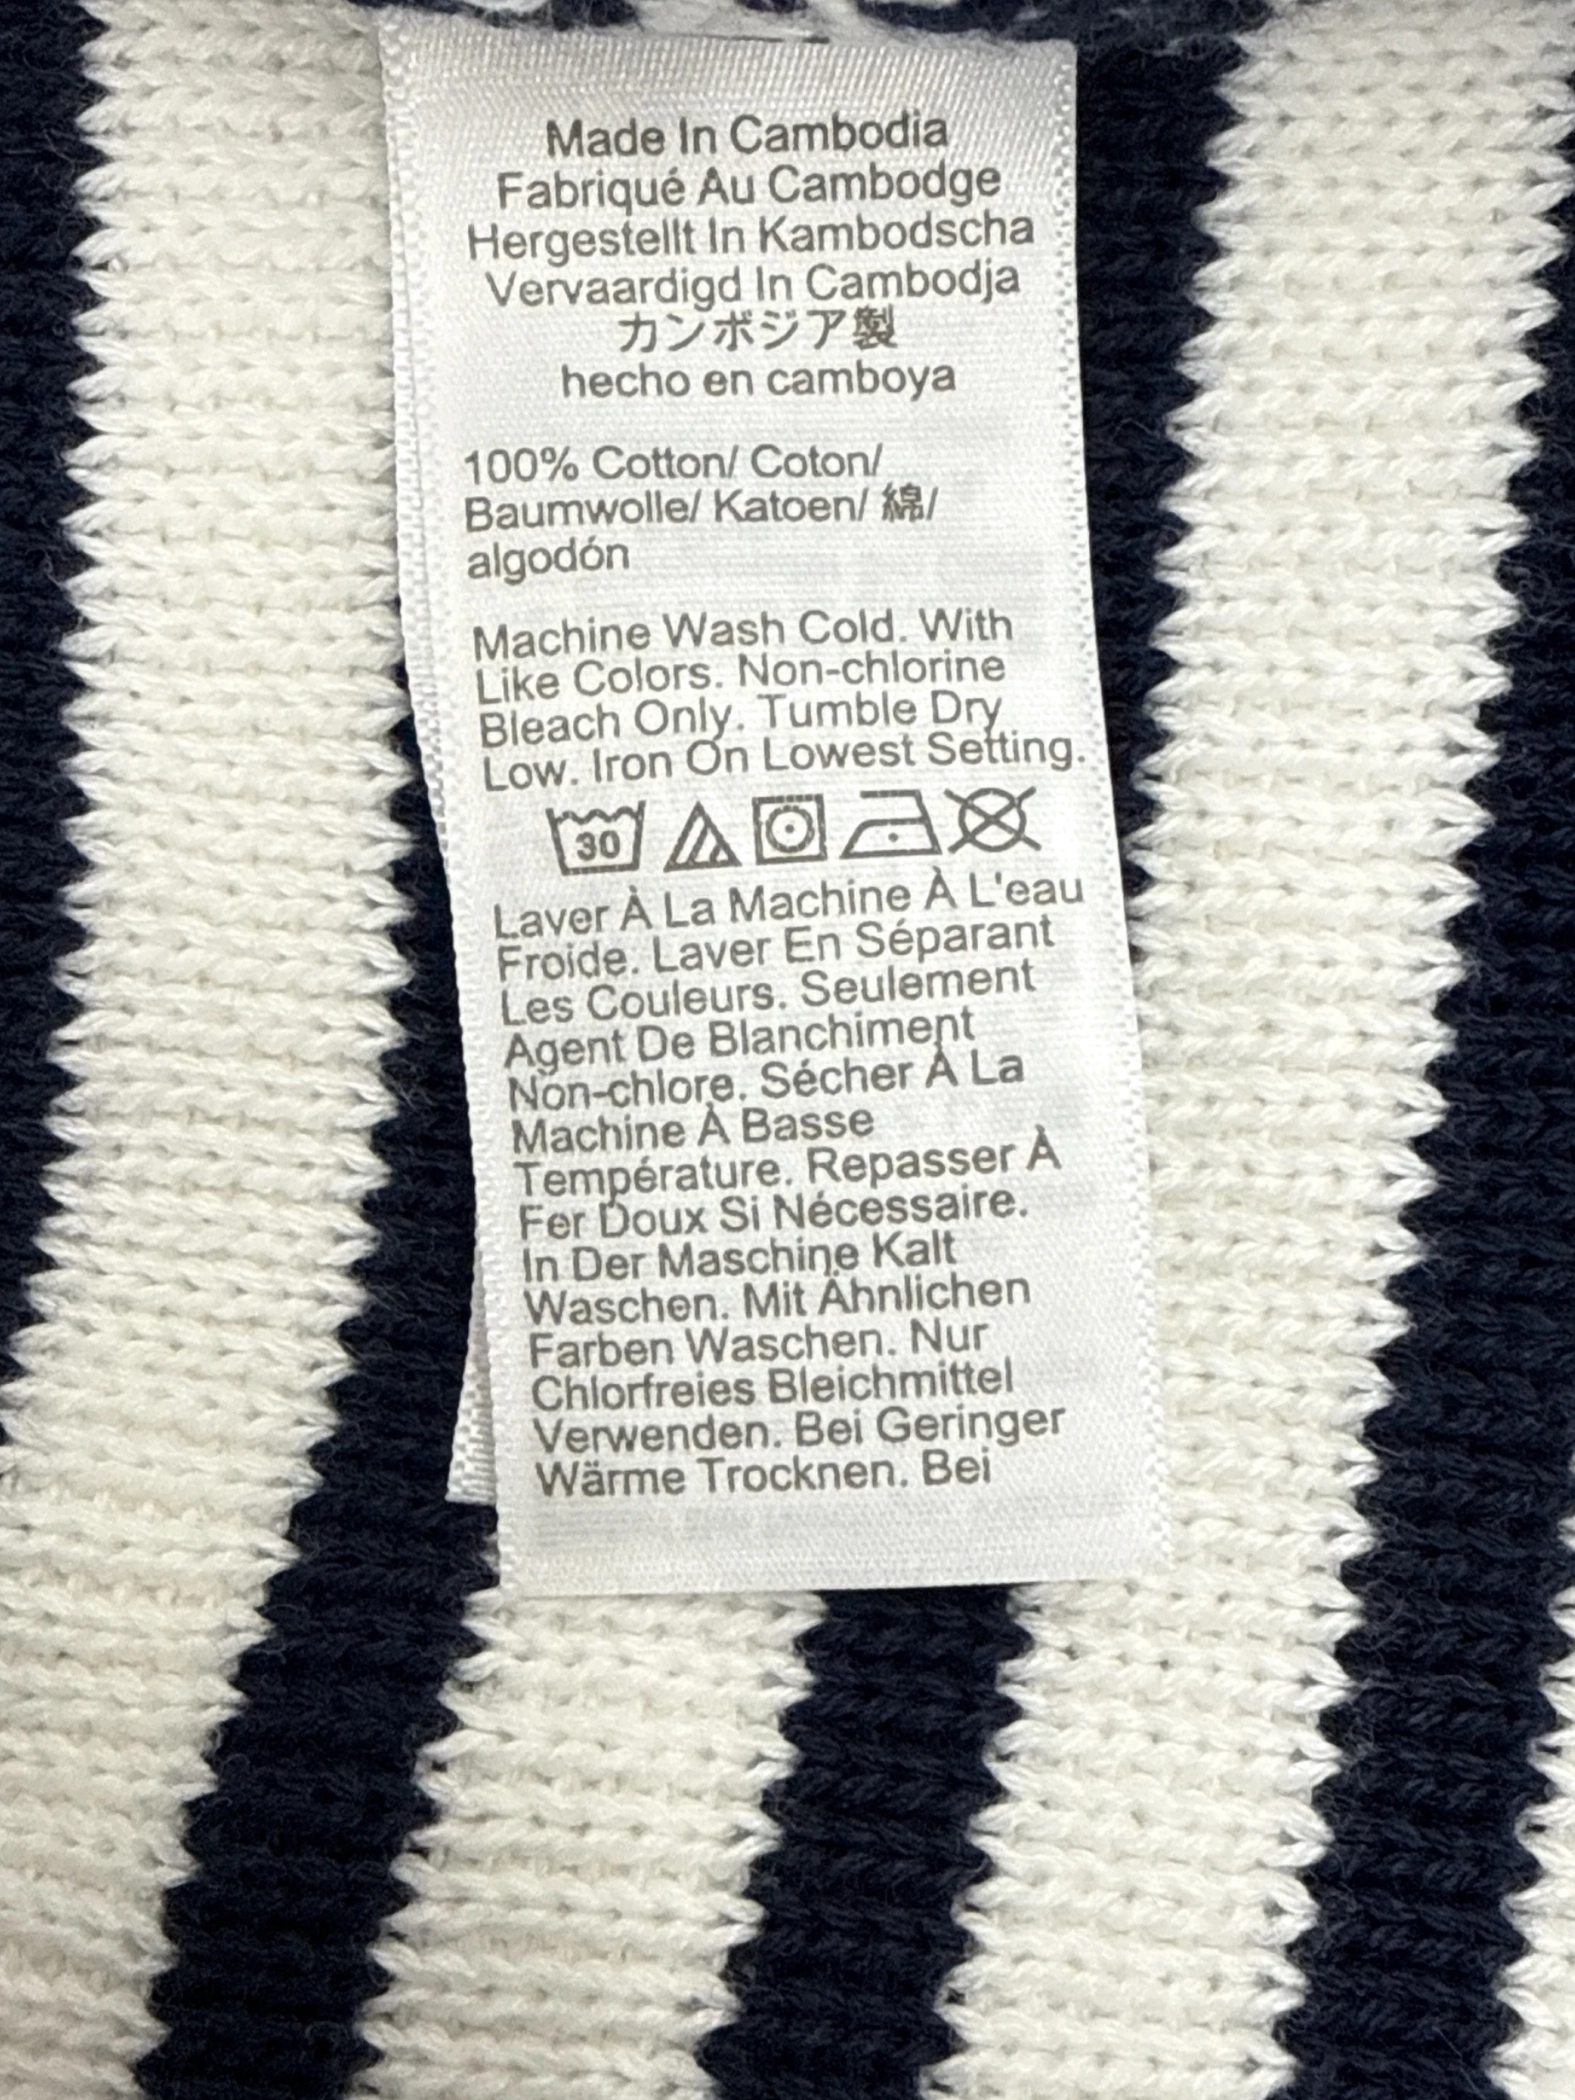 Made In Cambodia
Fabriqué Au Cambodge
Hergestellt In Kambodscha
Vervaardigd In Cambodja
カンボジア製
hecho en camboya
100% Cotton/ Coton/
Baumwolle/ Katoen/ 綿/
algodón
Machine Wash Cold. With
Like Colors. Non-chlorine
Bleach Only. Tumble Dry
Low. Iron On Lowest Setting.
30
Laver À La Machine À L'eau
Froide. Laver En Séparant
Les Couleurs. Seulement
Agent De Blanchiment
Non-chlore. Sécher À La
Machine À Basse
Température. Repasser À
Fer Doux Si Nécessaire.
In Der Maschine Kalt
Waschen. Mit Ähnlichen
Farben Waschen. Nur
Chlorfreies Bleichmittel
Verwenden. Bei Geringer
Wärme Trocknen. Bei